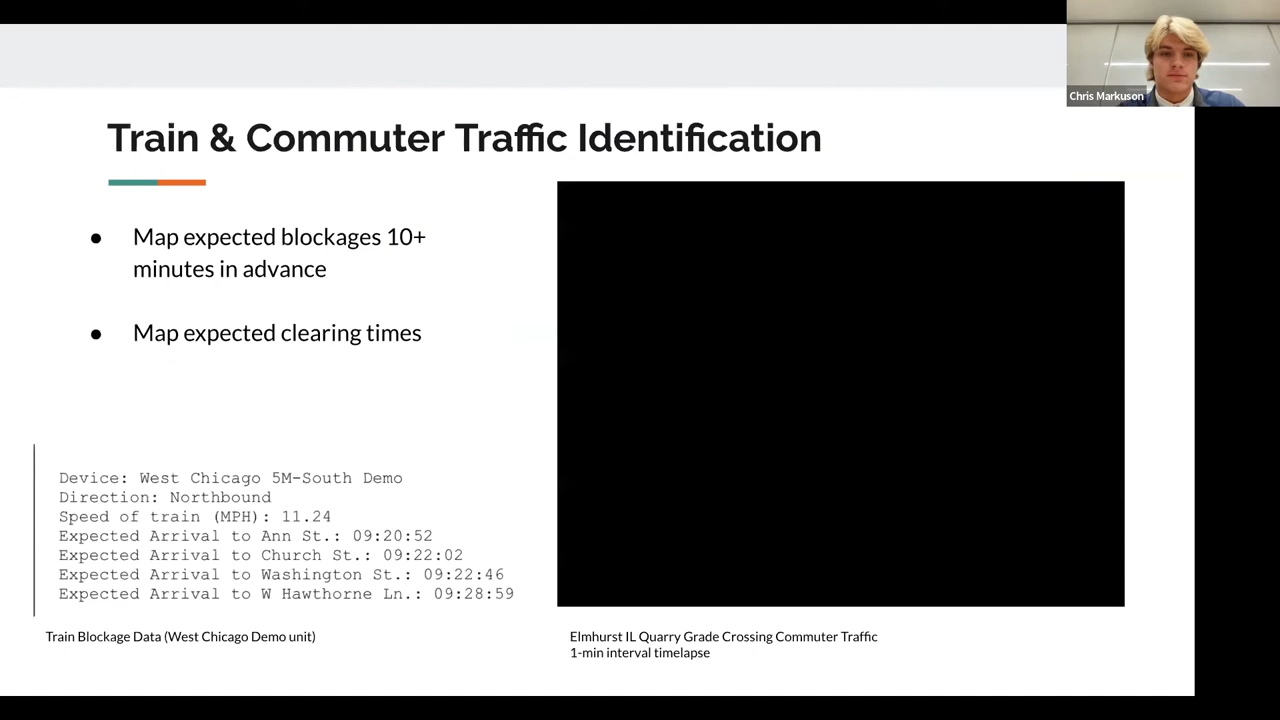 Chris Markuson
Train & Commuter Traffic Identification
● Map expected blockages 10+
minutes in advance
● Map expected clearing times
Device: West Chicago 5M-South Demo
Direction: Northbound
Speed of train (MPH): 11.24
Expected Arrival to Ann St.: 09:20:52
Expected Arrival to Church St.: 09:22:02
Expected Arrival to Washington St.: 09:22:46
Expected Arrival to W Hawthorne Ln.: 09:28:59
Train Blockage Data (West Chicago Demo unit)
Elmhurst IL Quarry Grade Crossing Commuter Traffic
1-min interval timelapse